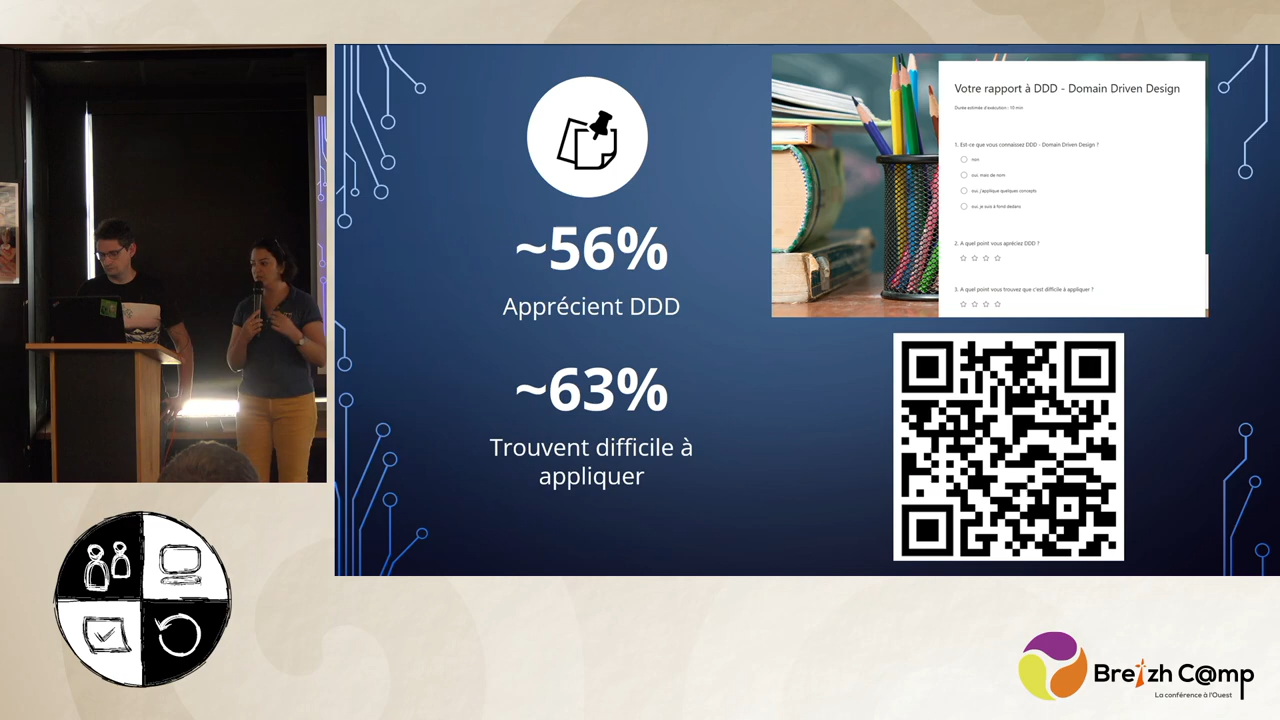 ~56%
Apprécient DDD
~63%
Trouvent difficile à
appliquer
Votre rapport à DDD - Domain Driven Design
Durée estimée d'exécution : 10 min
1. Est-ce que vous connaissez DDD - Domain Driven Design ?
non
oui, mais de nom
oui, j'applique quelques concepts
oui, je suis à fond dedans
2. A quel point vous apréciez DDD ?
3. A quel point vous trouvez que c'est difficile à appliquer ?
Breizh C@mp
La conférence à l'Ouest